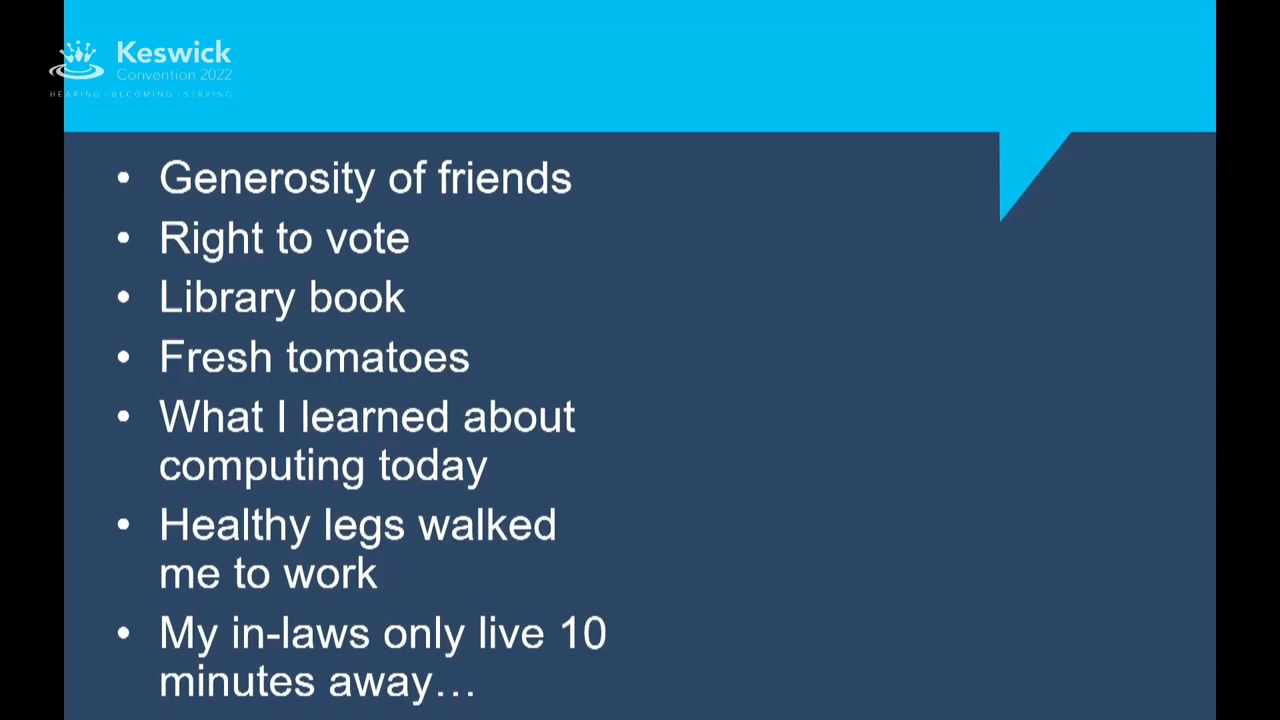 Keswick
Convention 2022
HEARING · BECOMING · SERVING
• Generosity of friends
• Right to vote
• Library book
• Fresh tomatoes
• What I learned about
computing today
• Healthy legs walked
me to work
• My in-laws only live 10
minutes away…